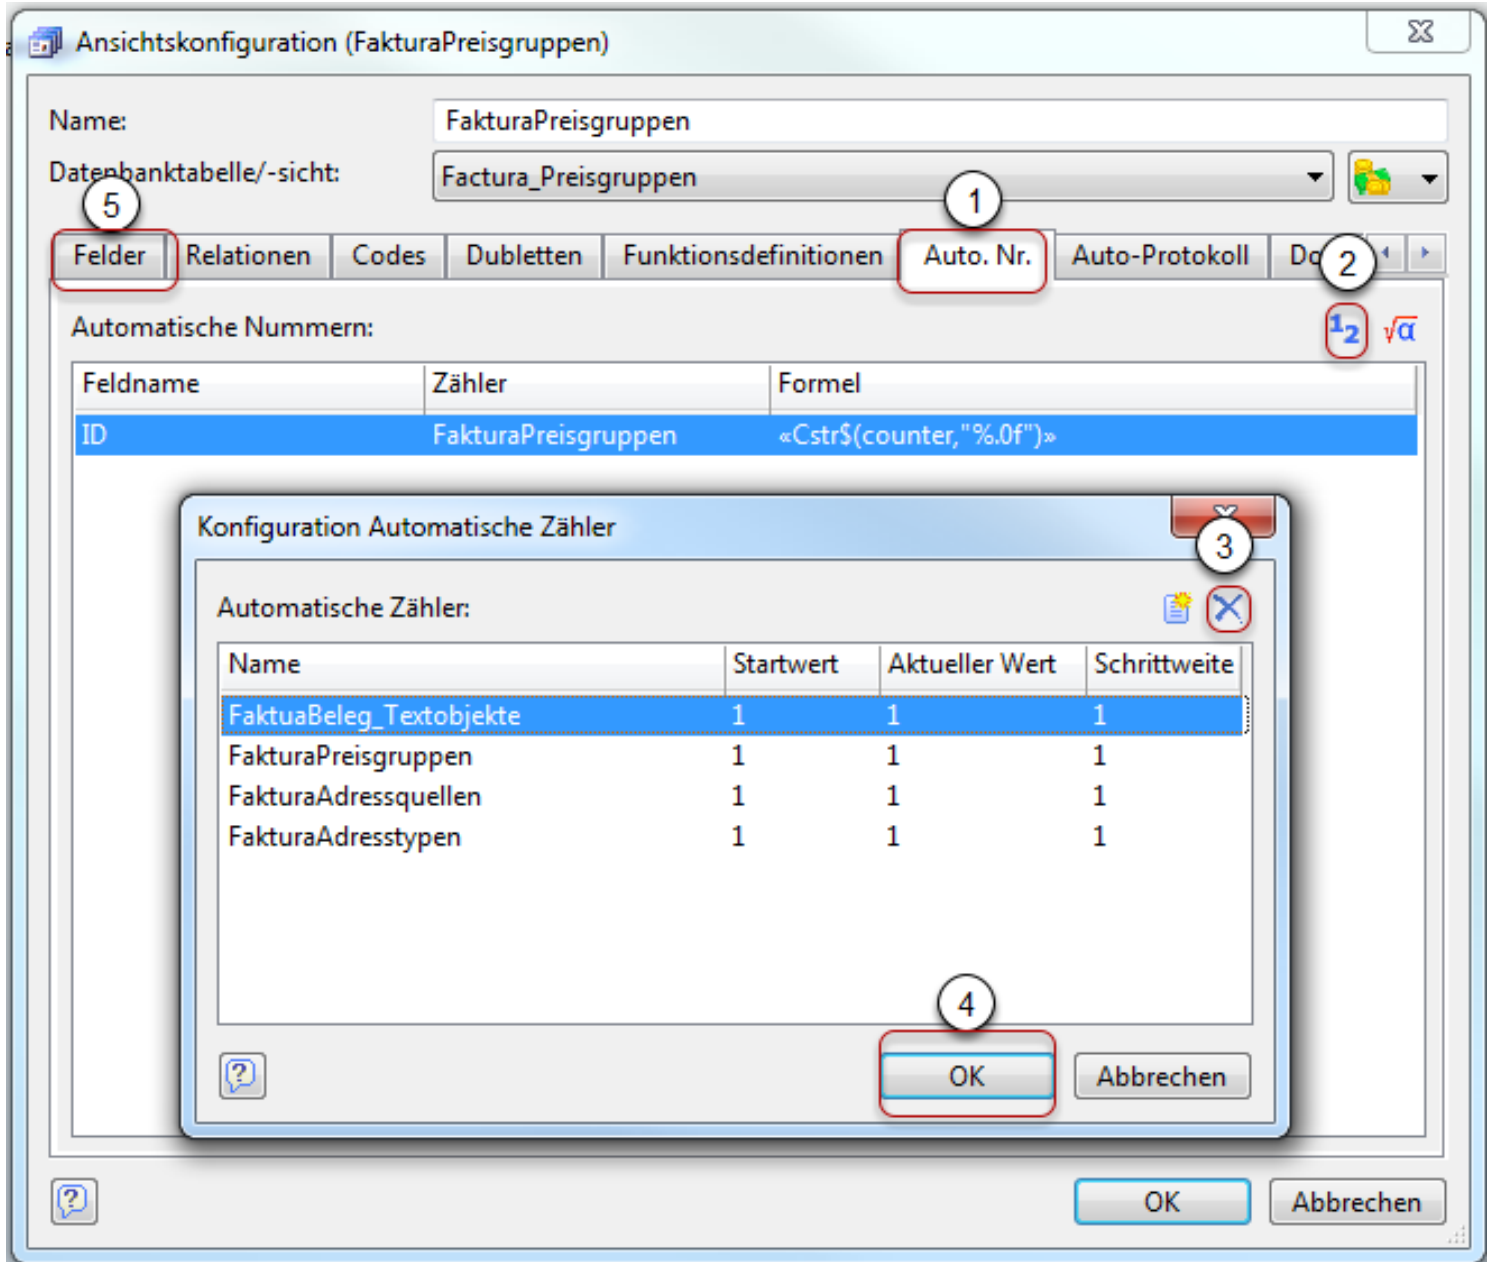 Ansichtskonfiguration (FakturaPreisgruppen)
Name: FakturaPreisgruppen
Datenbanktabelle/-sicht: Factura_Preisgruppen
5 1
Felder Relationen Codes Dubletten Funktionsdefinitionen Auto. Nr. Auto-Protokoll 2
Automatische Nummern: 12 √α
Feldname Zähler Formel
ID FakturaPreisgruppen «Cstr$(counter,"%.0f")»
Konfiguration Automatische Zähler
3
Automatische Zähler:
Name Startwert Aktueller Wert Schrittweite
FaktuaBeleg_Textobjekte 1 1 1
FakturaPreisgruppen 1 1 1
FakturaAdressquellen 1 1 1
FakturaAdresstypen 1 1 1
4
? OK Abbrechen
? OK Abbrechen